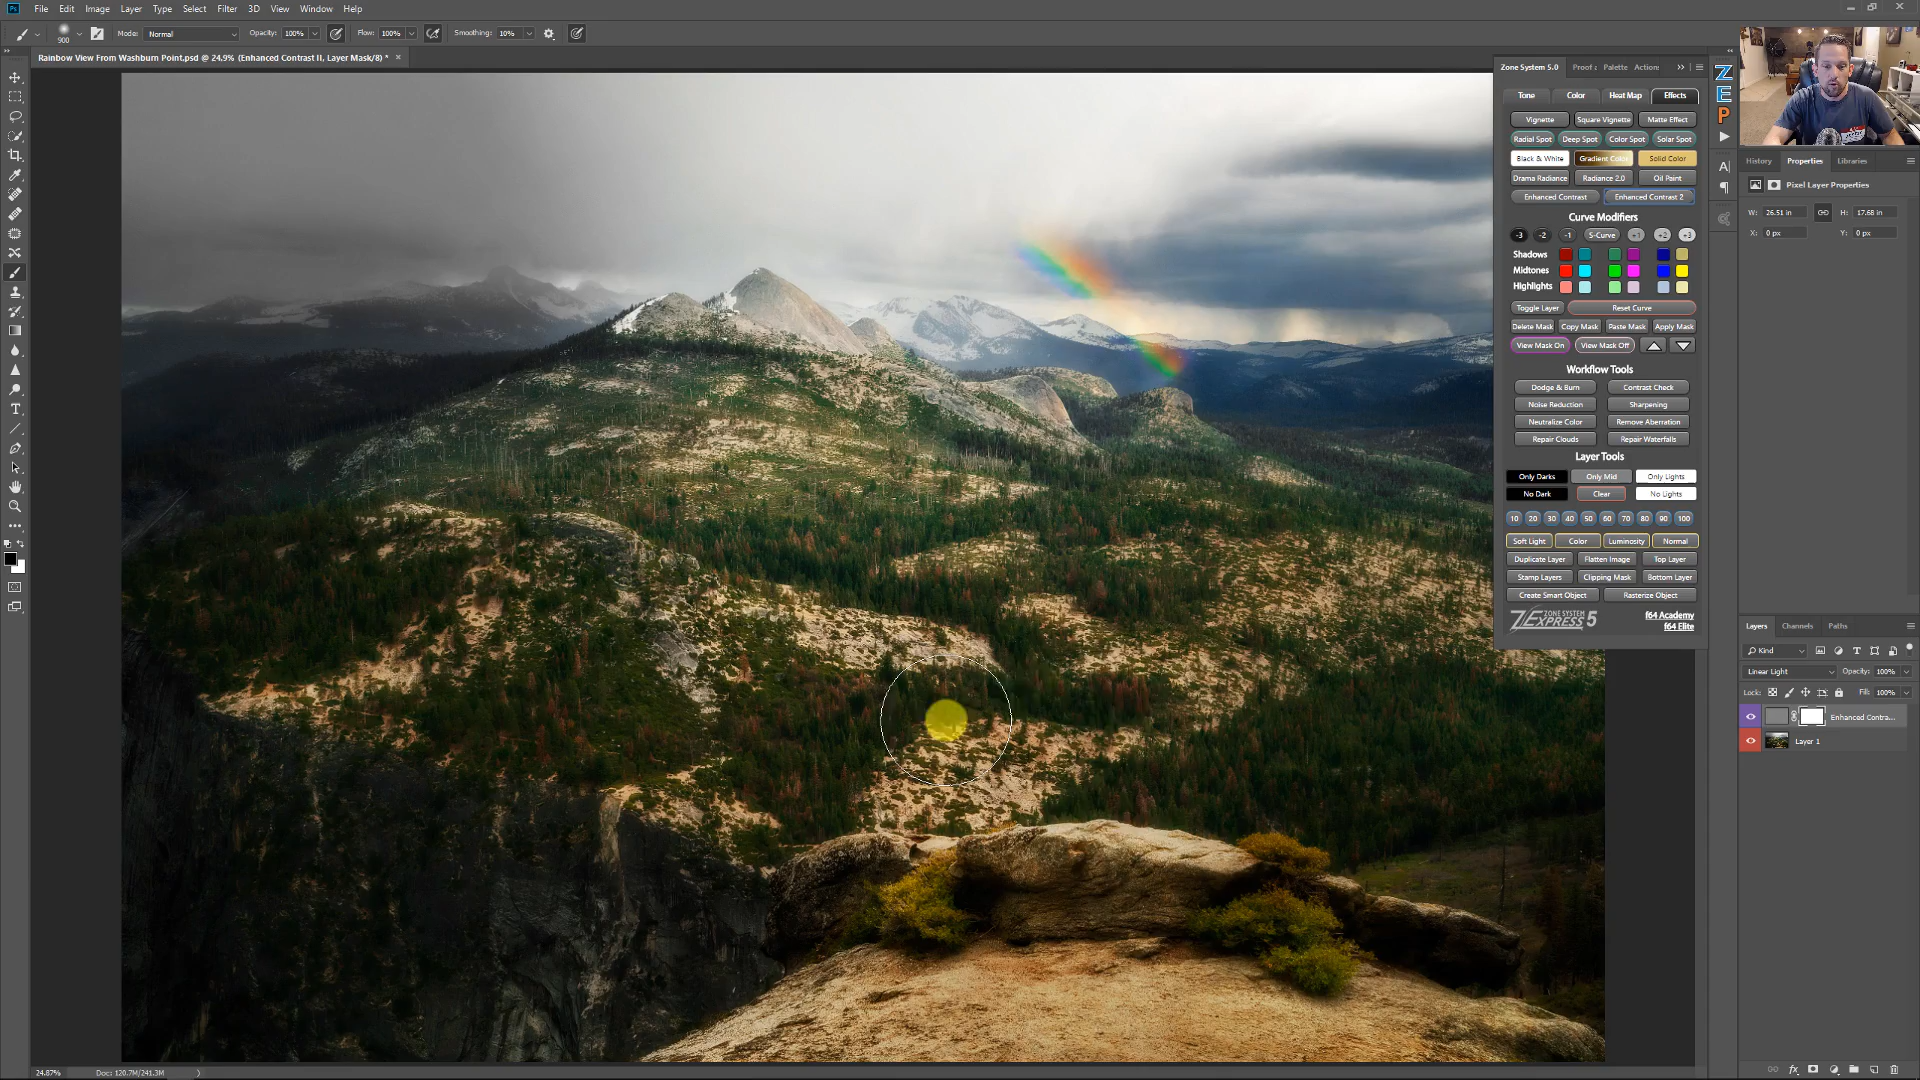 Ps File Edit Image Layer Type Select Filter 3D View Window Help
900 Mode: Normal Opacity: 100% Flow: 100% Smoothing: 10%
Rainbow View From Washburn Point.psd @ 24.9% (Enhanced Contrast II, Layer Mask/8) * ×
Zone System 5.0 Proof : Palette Action:
Tone Color Heat Map Effects
Vignette Square Vignette Matte Effect
Radial Spot Deep Spot Color Spot Solar Spot
Black & White Gradient Color Solid Color
Drama Radiance Radiance 2.0 Oil Paint
Enhanced Contrast Enhanced Contrast 2
Curve Modifiers
-3 -2 -1 S-Curve +1 +2 +3
Shadows
Midtones
Highlights
Toggle Layer Reset Curve
Delete Mask Copy Mask Paste Mask Apply Mask
View Mask On View Mask Off
Workflow Tools
Dodge & Burn Contrast Check
Noise Reduction Sharpening
Neutralize Color Remove Aberration
Repair Clouds Repair Waterfalls
Layer Tools
Only Darks Only Mid Only Lights
No Dark Clear No Lights
10 20 30 40 50 60 70 80 90 100
Soft Light Color Luminosity Normal
Duplicate Layer Flatten Image Top Layer
Stamp Layers Clipping Mask Bottom Layer
Create Smart Object Rasterize Object
ZONE SYSTEM EXPRESS 5 f64 Academy
f64 Elite
Z
E
P
History Properties Libraries
Pixel Layer Properties
W: 26.51 in H: 17.68 in
X: 0 px Y: 0 px
Layers Channels Paths
Kind
Linear Light Opacity: 100%
Lock: Fill: 100%
Enhanced Contra...
Layer 1
fx
24.87% Doc: 120.7M/241.3M